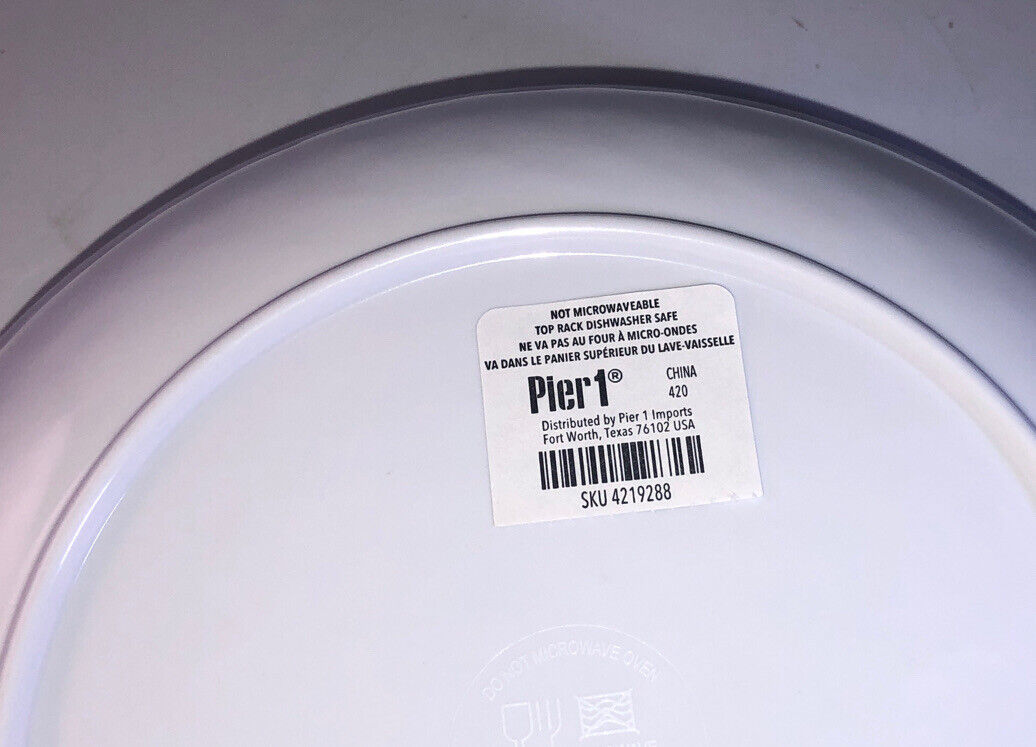 NOT MICROWAVEABLE
TOP RACK DISHWASHER SAFE
NE VA PAS AU FOUR À MICRO-ONDES
VA DANS LE PANIER SUPÉRIEUR DU LAVE-VAISSELLE
Pier1® CHINA
420
Distributed by Pier 1 Imports
Fort Worth, Texas 76102 USA
SKU 4219288
DO NOT MICROWAVE OVEN